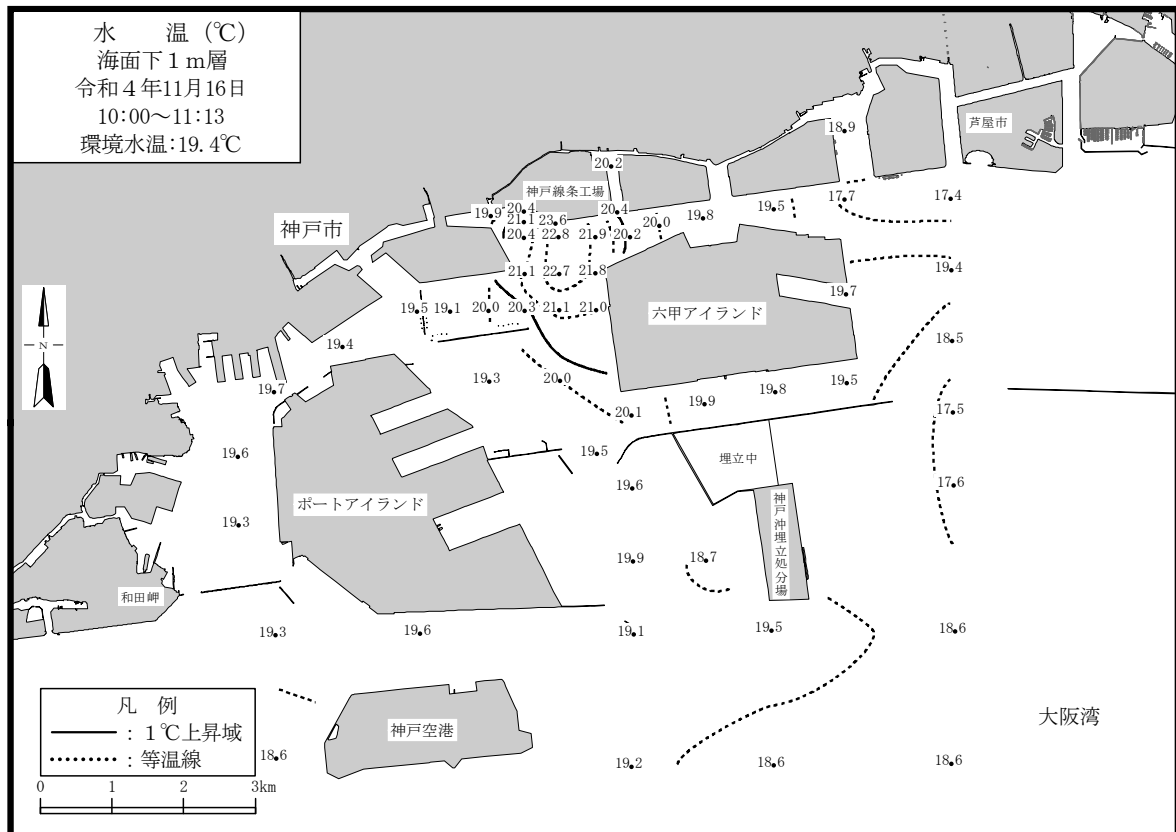 水　　温（℃）
海面下１ｍ層
令和４年11月16日
10:00～11:13
環境水温:19.4℃
18.9
芦屋市
20.2
神戸線条工場
17.7
17.4
19.9
20.4
20.4
19.8
19.5
21.1
23.6
20.0
神戸市
20.4
22.8
21.9
20.2
21.1
22.7
21.8
19.4
19.7
19.5
19.1
20.0
20.3
21.1
21.0
六甲アイランド
N
19.4
18.5
19.7
19.3
20.0
19.8
19.5
19.9
20.1
17.5
19.6
19.5
埋立中
19.6
17.6
ポートアイランド
神戸沖埋立処分場
19.3
19.9
18.7
和田岬
19.3
19.6
19.1
19.5
18.6
凡　例
：１℃上昇域
：等温線
神戸空港
大阪湾
18.6
19.2
18.6
18.6
0　1　2　3km